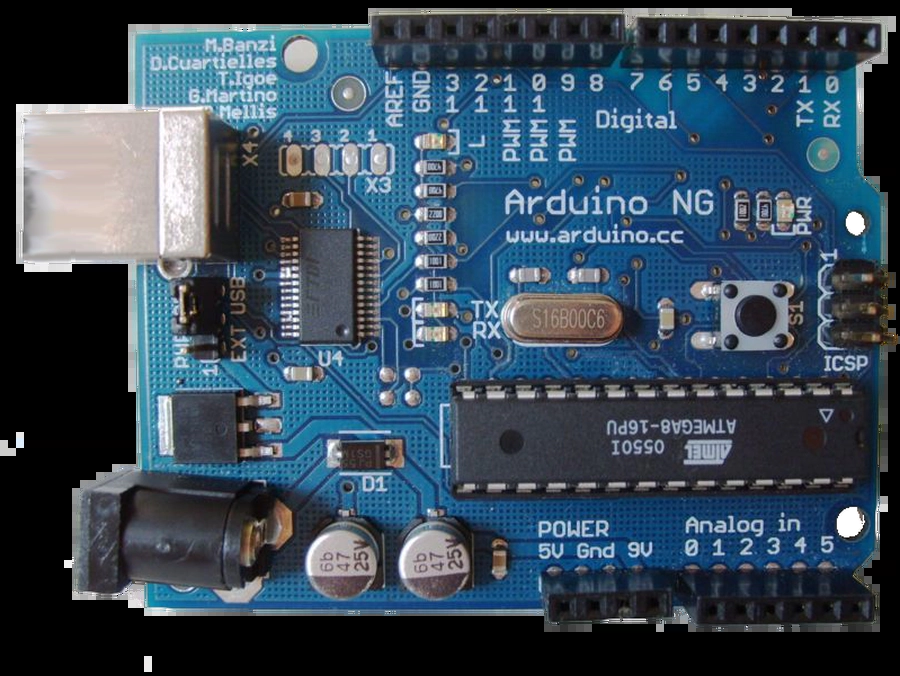 M.Banzi
D.Cuartielles
T.Igoe
G.Martino
Mellis
AREF
GND
13
12
PWM 11
PWM 10
PWM 9
8
7 6 5 4 3 2
TX 1
RX 0
Digital
L
X4
4 3 2 1
X3
Arduino NG
www.arduino.cc
PWR
TX
RX
S16B00C6
S1
1
ICSP
USB
EXT
1
U4
ATMEL
0550I
ATMEGA8-16PU
D1
6b
47
25V
6b
47
25V
POWER
5V Gnd 9V
Analog in
0 1 2 3 4 5